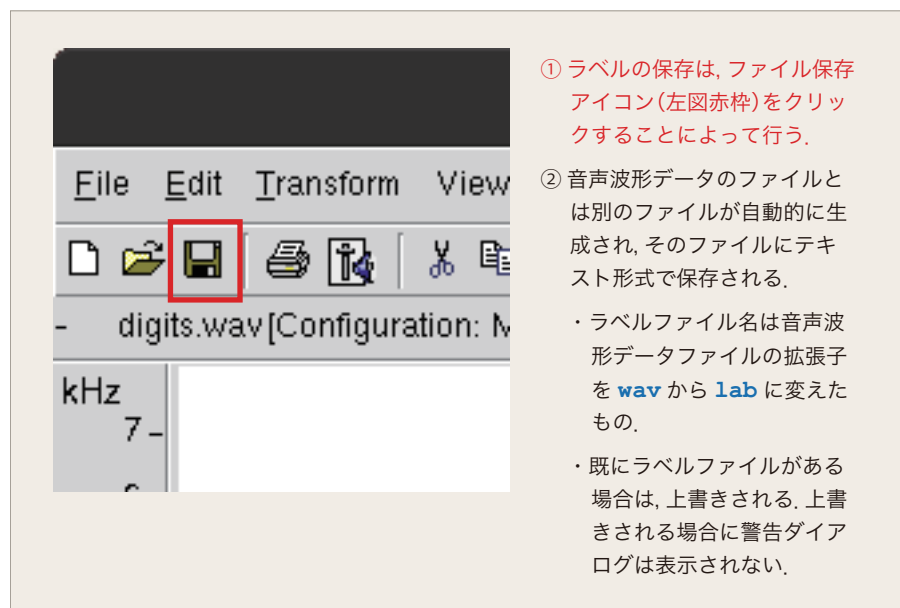 File Edit Transform View
digits.wav[Configuration: M
kHz
7
① ラベルの保存は, ファイル保存
アイコン(左図赤枠)をクリッ
クすることによって行う.
② 音声波形データのファイルと
は別のファイルが自動的に生
成され, そのファイルにテキ
スト形式で保存される.
・ラベルファイル名は音声波
形データファイルの拡張子
を wav から lab に変えた
もの.
・既にラベルファイルがある
場合は, 上書きされる. 上書
きされる場合に警告ダイア
ログは表示されない.